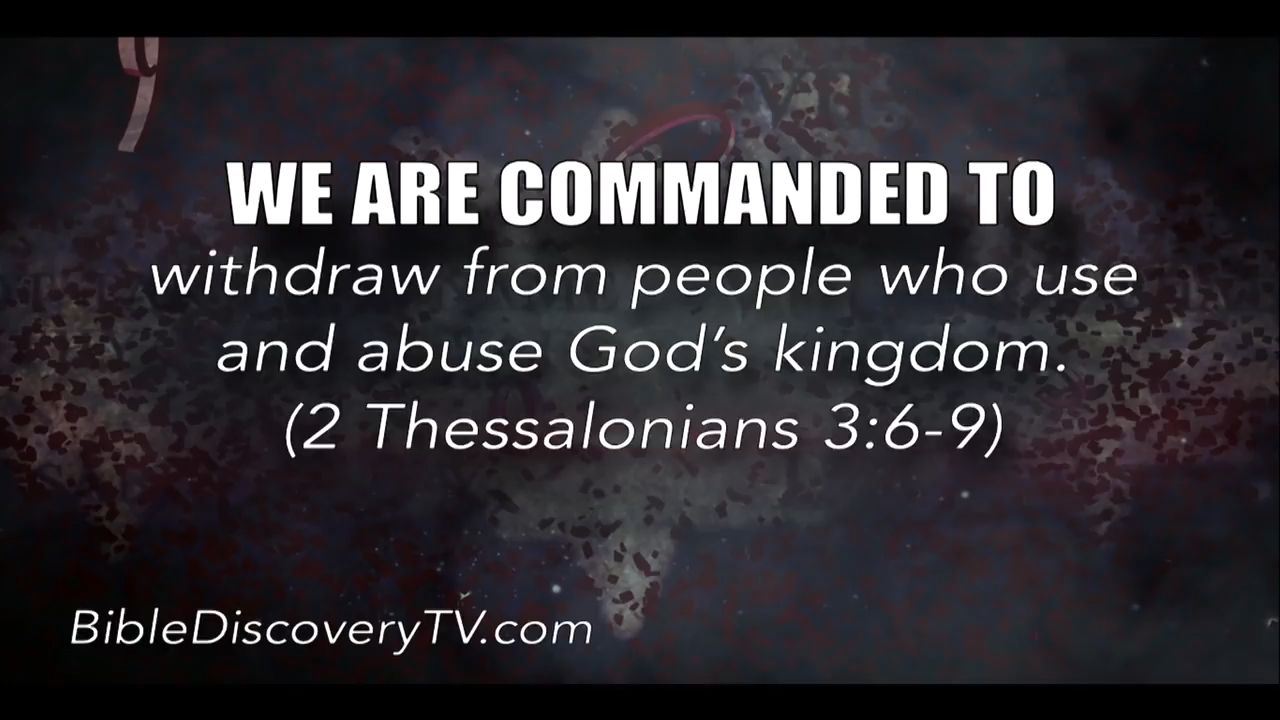 WE ARE COMMANDED TO
withdraw from people who use
and abuse God's kingdom.
(2 Thessalonians 3:6-9)
BibleDiscoveryTV.com